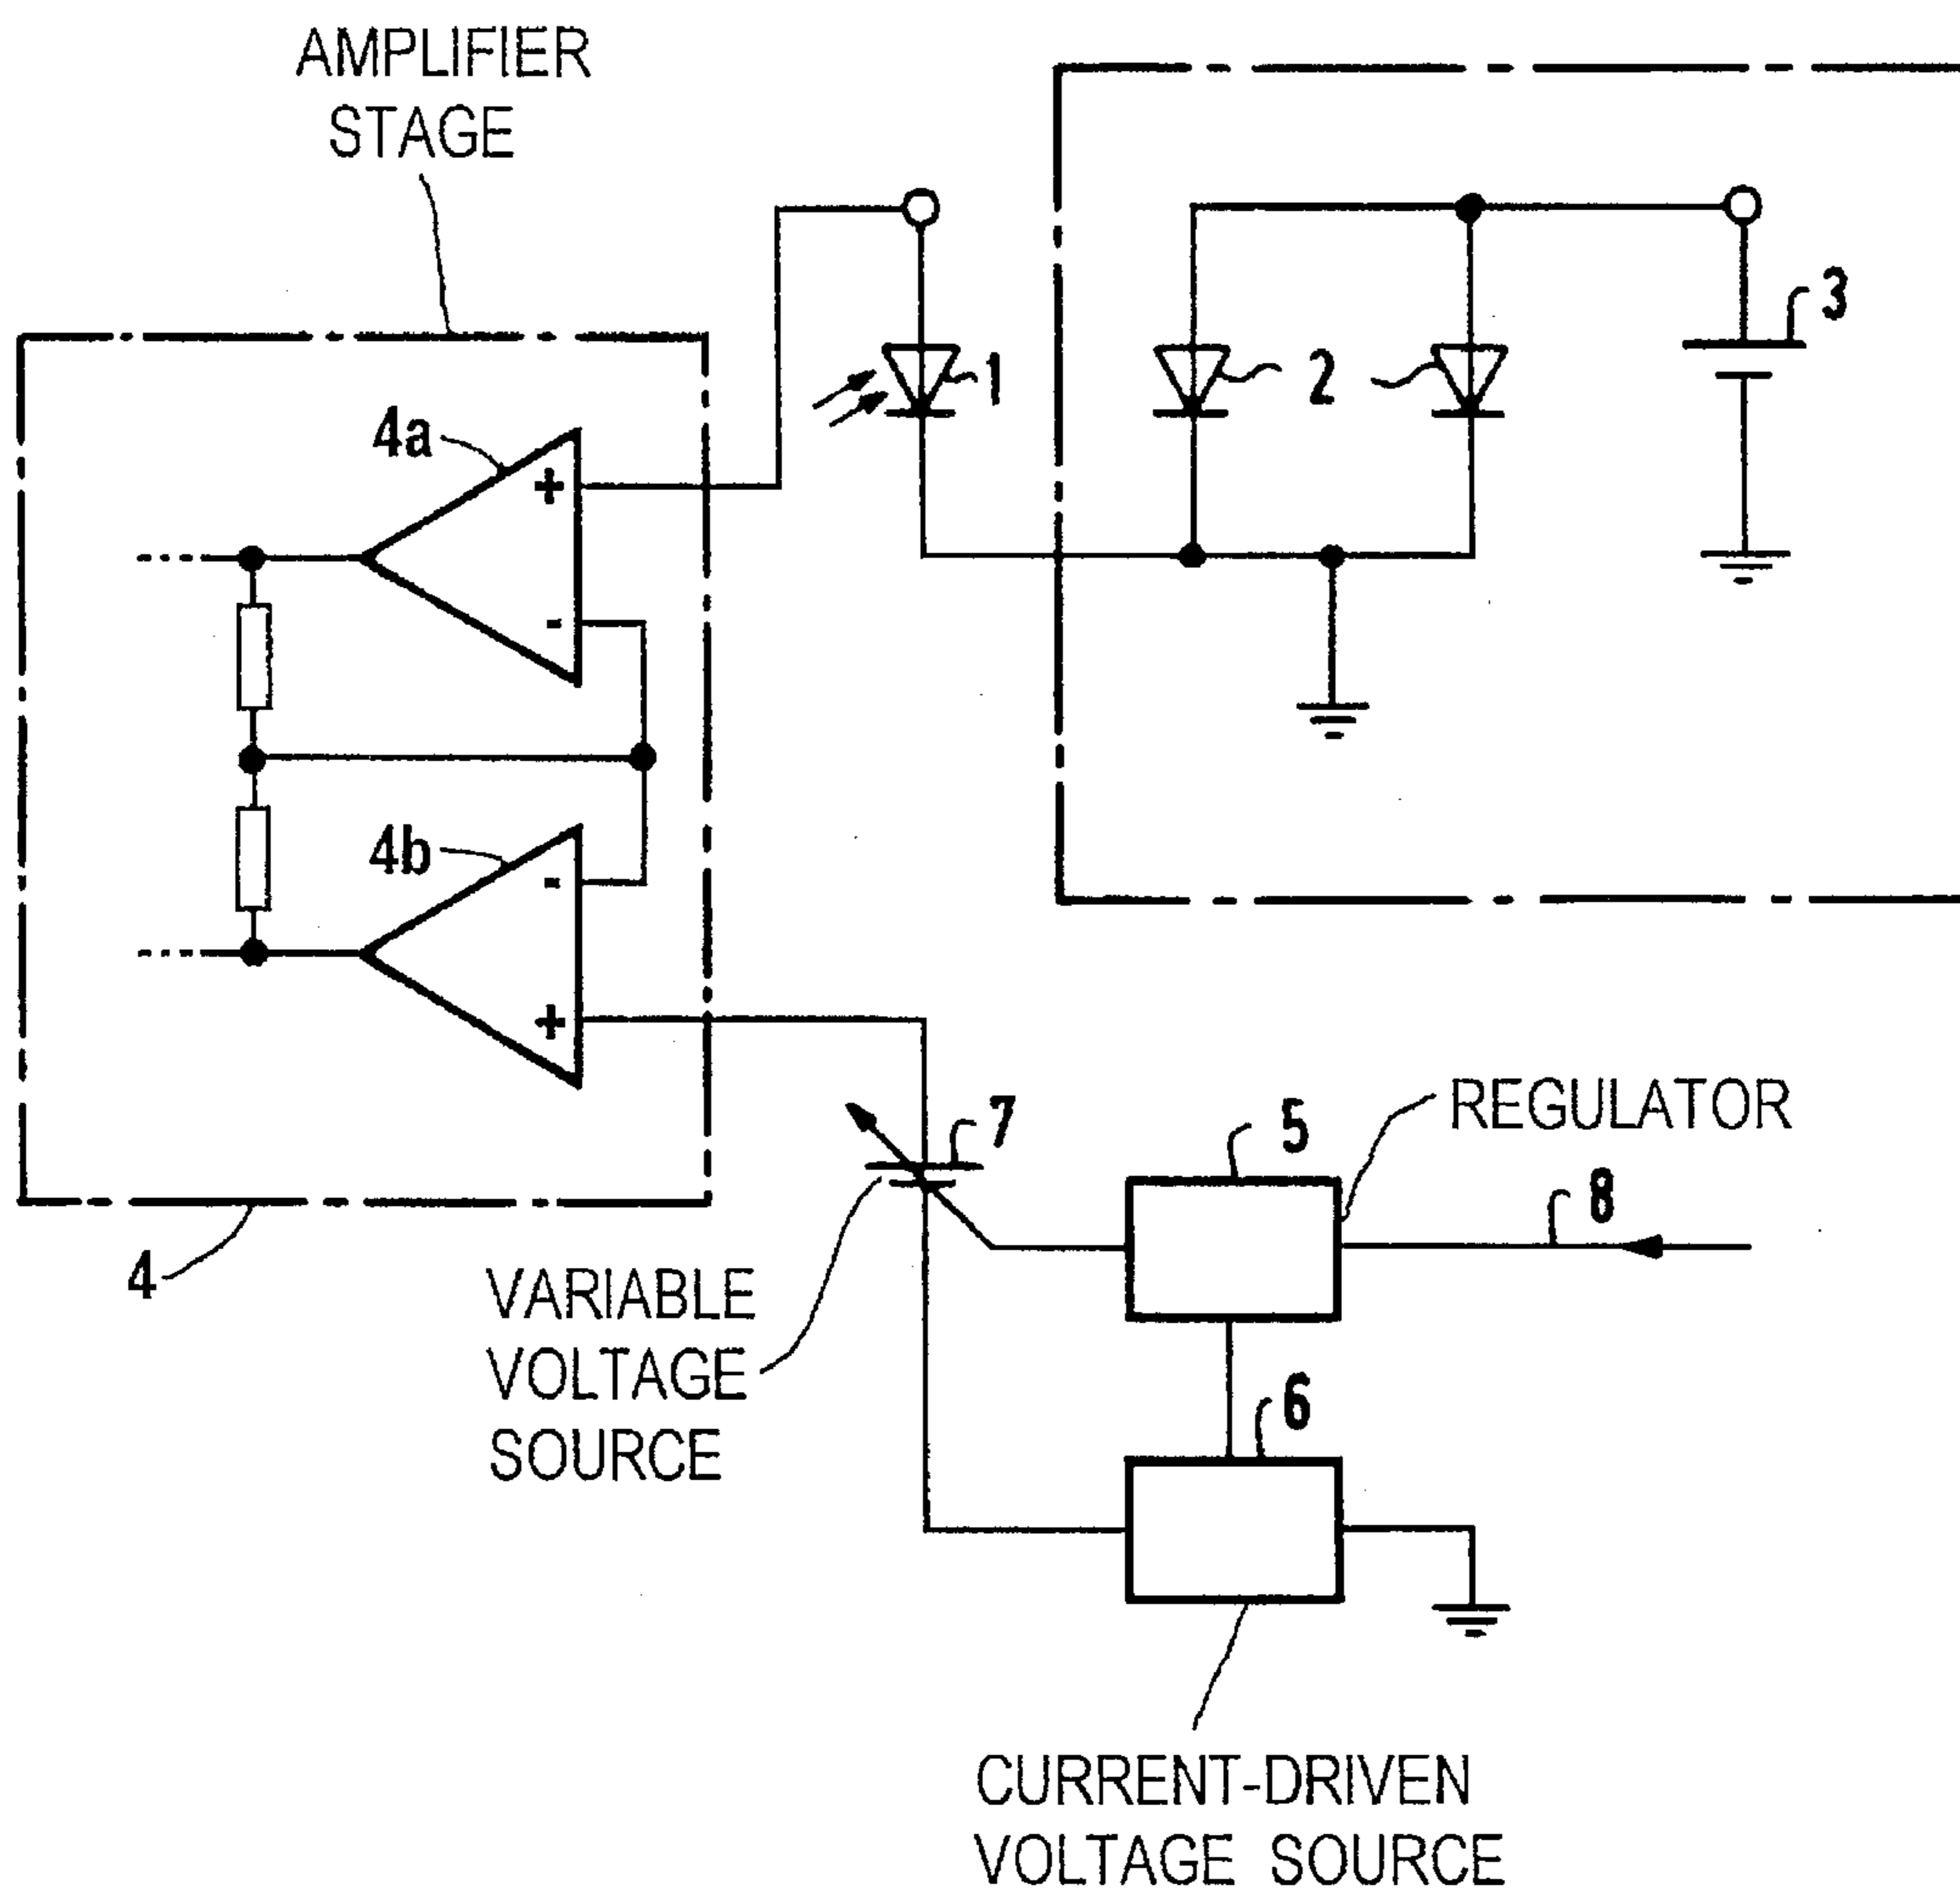 AMPLIFIER
STAGE
3
1
2
4a
+
-
4b
-
+
REGULATOR
7
5
8
4
VARIABLE
VOLTAGE
SOURCE
6
CURRENT-DRIVEN
VOLTAGE SOURCE